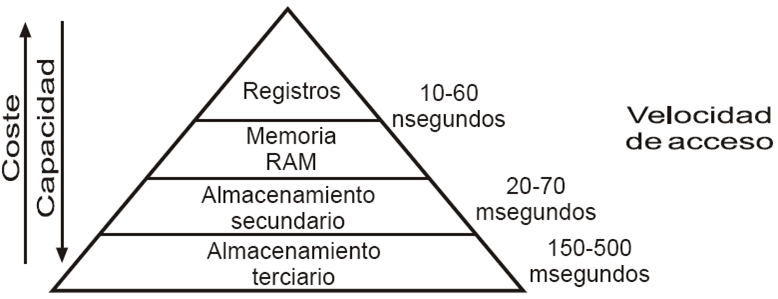 Coste
Capacidad
Registros
10-60
nsegundos
Velocidad
de acceso
Memoria
RAM
Almacenamiento
secundario
20-70
msegundos
Almacenamiento
terciario
150-500
msegundos